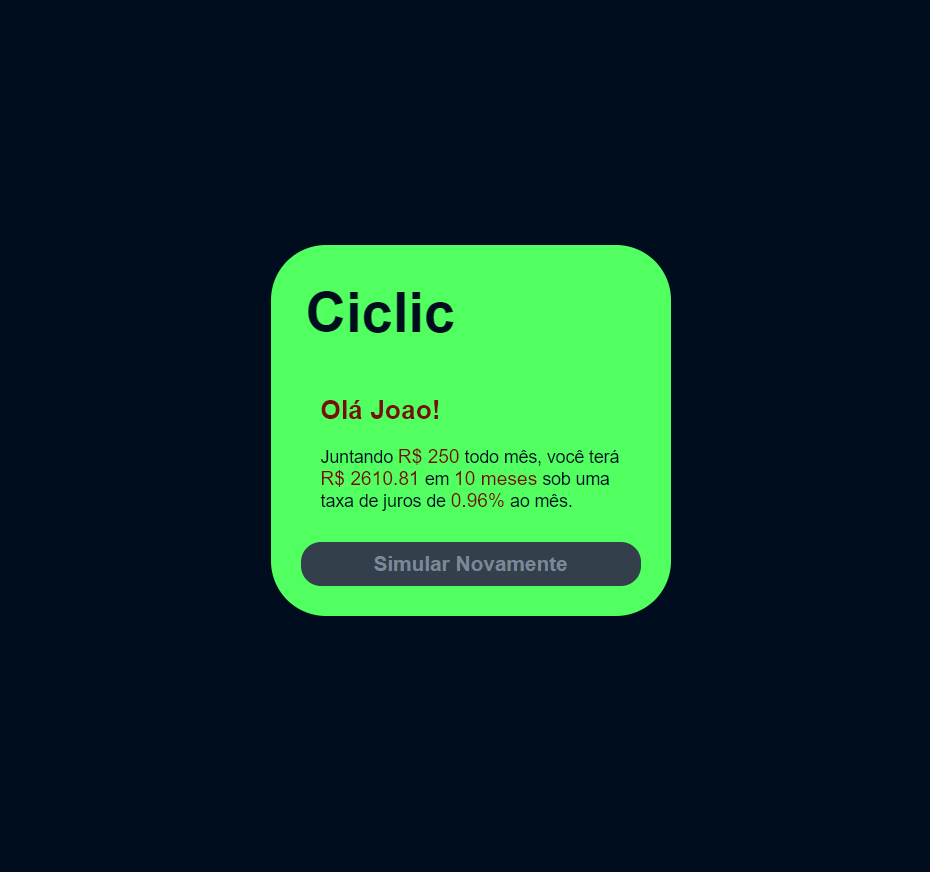 Ciclic
Olá Joao!
Juntando R$ 250 todo mês, você terá
R$ 2610.81 em 10 meses sob uma
taxa de juros de 0.96% ao mês.
Simular Novamente